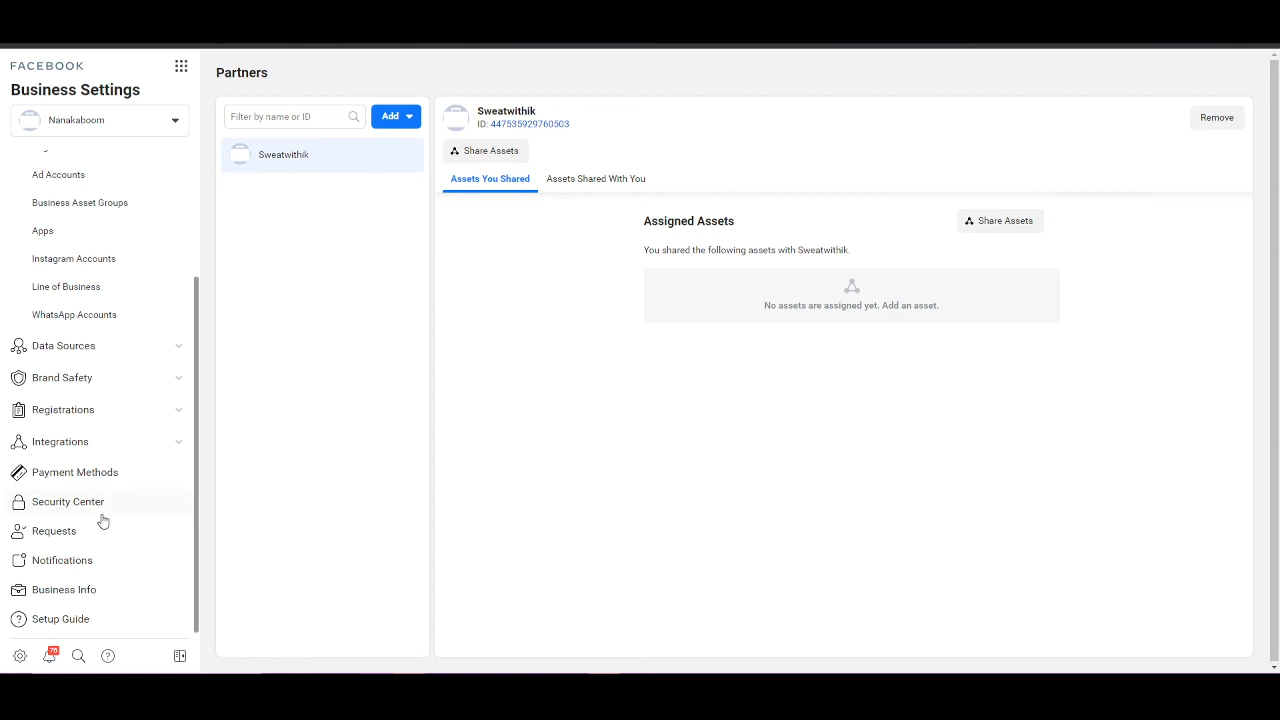 FACEBOOK
Business Settings
Nanakaboom
Ad Accounts
Business Asset Groups
Apps
Instagram Accounts
Line of Business
WhatsApp Accounts
Data Sources
Brand Safety
Registrations
Integrations
Payment Methods
Security Center
Requests
Notifications
Business Info
Setup Guide
76
Partners
Filter by name or ID
Add
Sweatwithik
Sweatwithik
ID: 447535929760503
Remove
Share Assets
Assets You Shared
Assets Shared With You
Assigned Assets
Share Assets
You shared the following assets with Sweatwithik.
No assets are assigned yet. Add an asset.